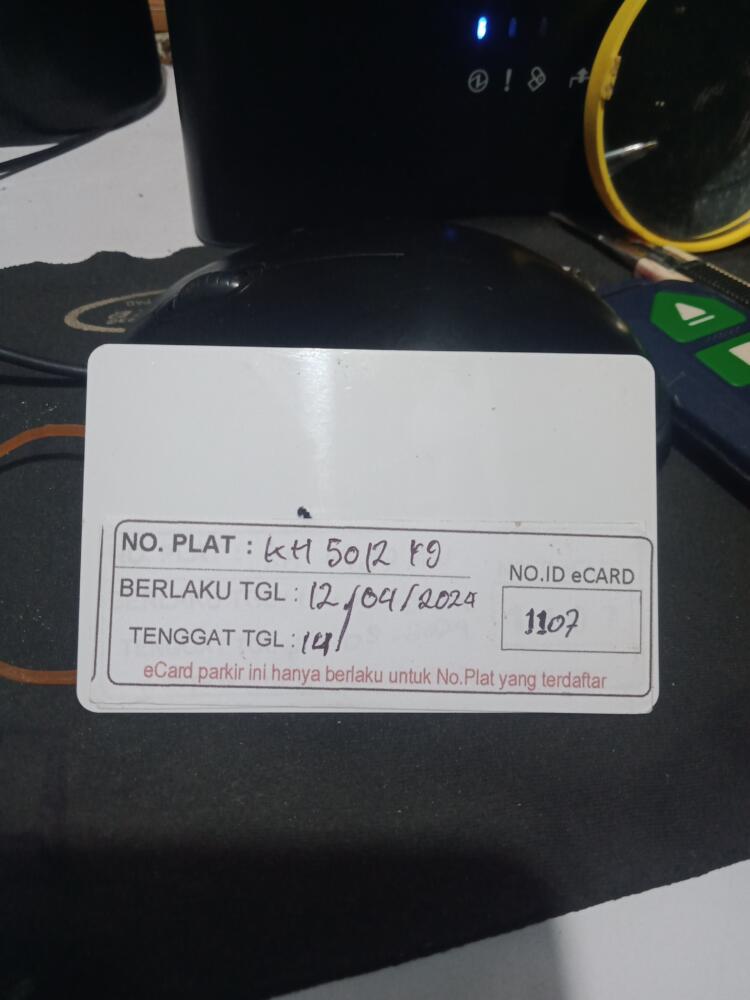 NO. PLAT : KH 5012 YG
BERLAKU TGL : 12/04/2024
TENGGAT TGL : 14/
NO.ID eCARD
1107
eCard parkir ini hanya berlaku untuk No.Plat yang terdaftar